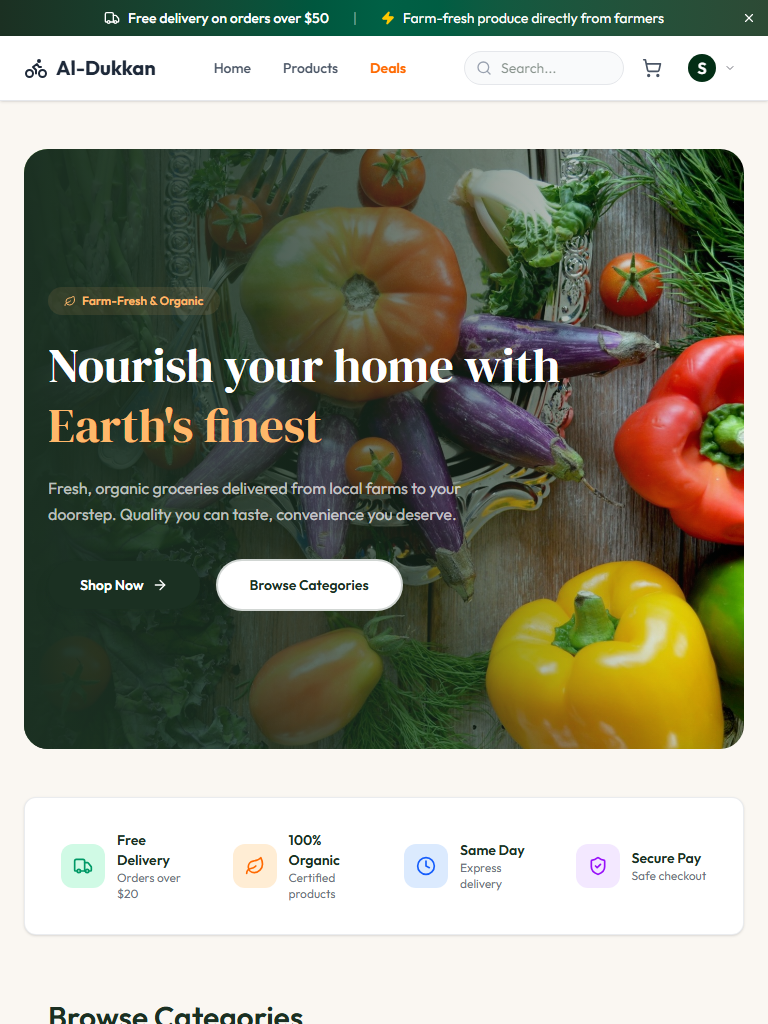 Free delivery on orders over $50 | Farm-fresh produce directly from farmers
Al-Dukkan
Home
Products
Deals
Search...
S
Farm-Fresh & Organic
Nourish your home with
Earth's finest
Fresh, organic groceries delivered from local farms to your
doorstep. Quality you can taste, convenience you deserve.
Shop Now
Browse Categories
Free
Delivery
Orders over
$20
100%
Organic
Certified
products
Same Day
Express
delivery
Secure Pay
Safe checkout
Browse Categories